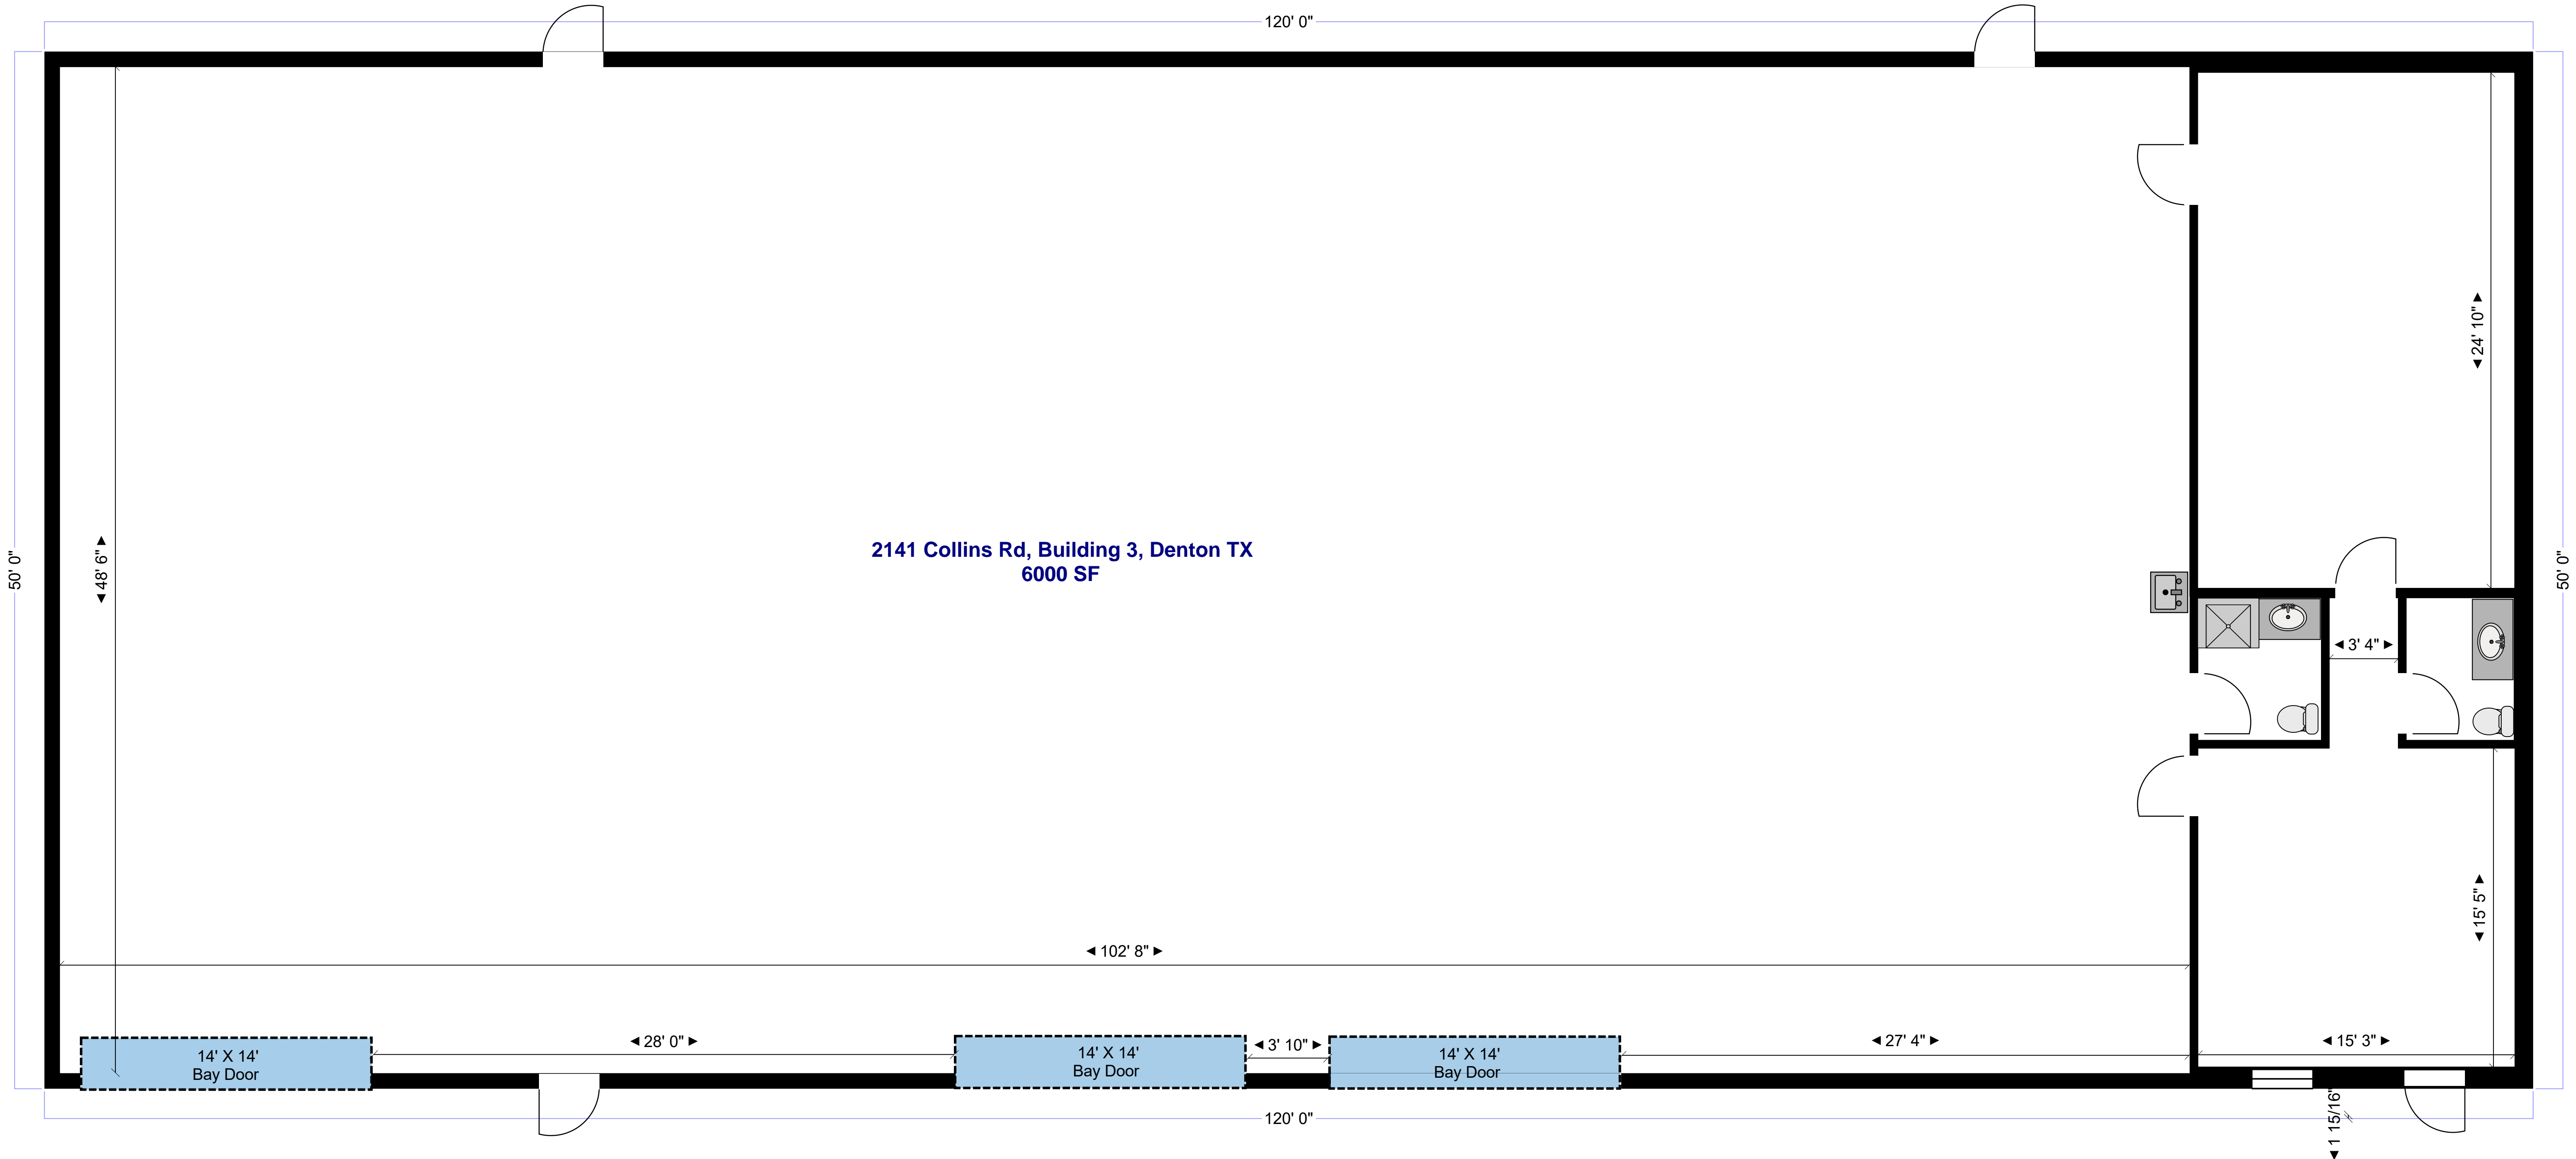 120' 0"
24' 10"
2141 Collins Rd, Building 3, Denton TX
6000 SF
50' 0"
48' 6"
50' 0"
3' 4"
15' 5"
102' 8"
28' 0"
3' 10"
27' 4"
15' 3"
14' X 14'
Bay Door
14' X 14'
Bay Door
14' X 14'
Bay Door
120' 0"
1 15/16"